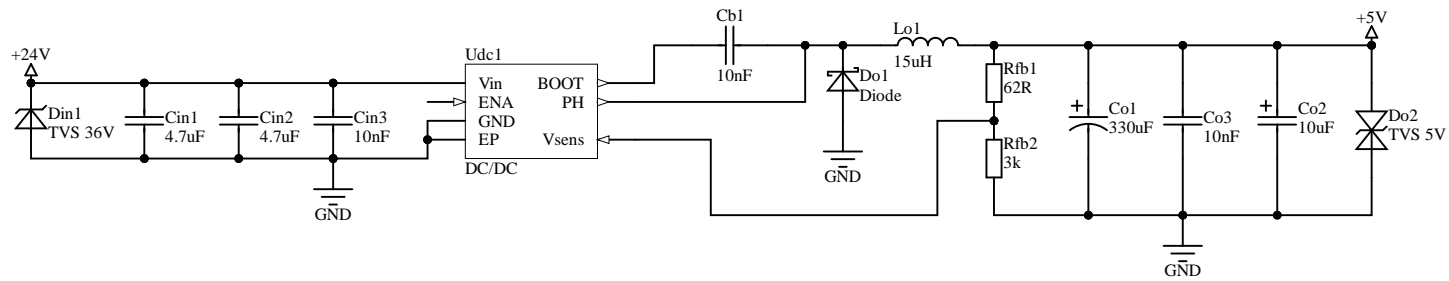 +24V
Din1
TVS 36V
Cin1
4.7uF
Cin2
4.7uF
Cin3
10nF
GND
Udc1
Vin
ENA
GND
EP
BOOT
PH
Vsens
DC/DC
Cb1
10nF
Do1
Diode
GND
Lo1
15uH
Rfb1
62R
Rfb2
3k
+
Co1
330uF
Co3
10nF
+
Co2
10uF
GND
+5V
Do2
TVS 5V